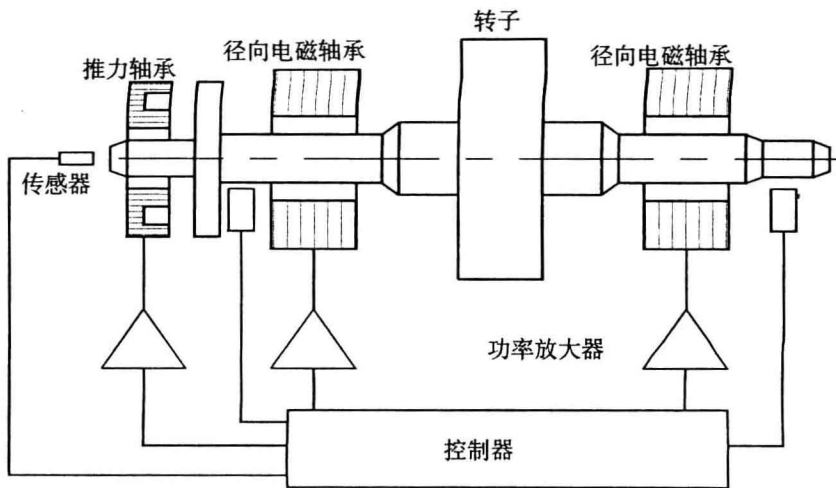 转子
径向电磁轴承
径向电磁轴承
推力轴承
传感器
功率放大器
控制器